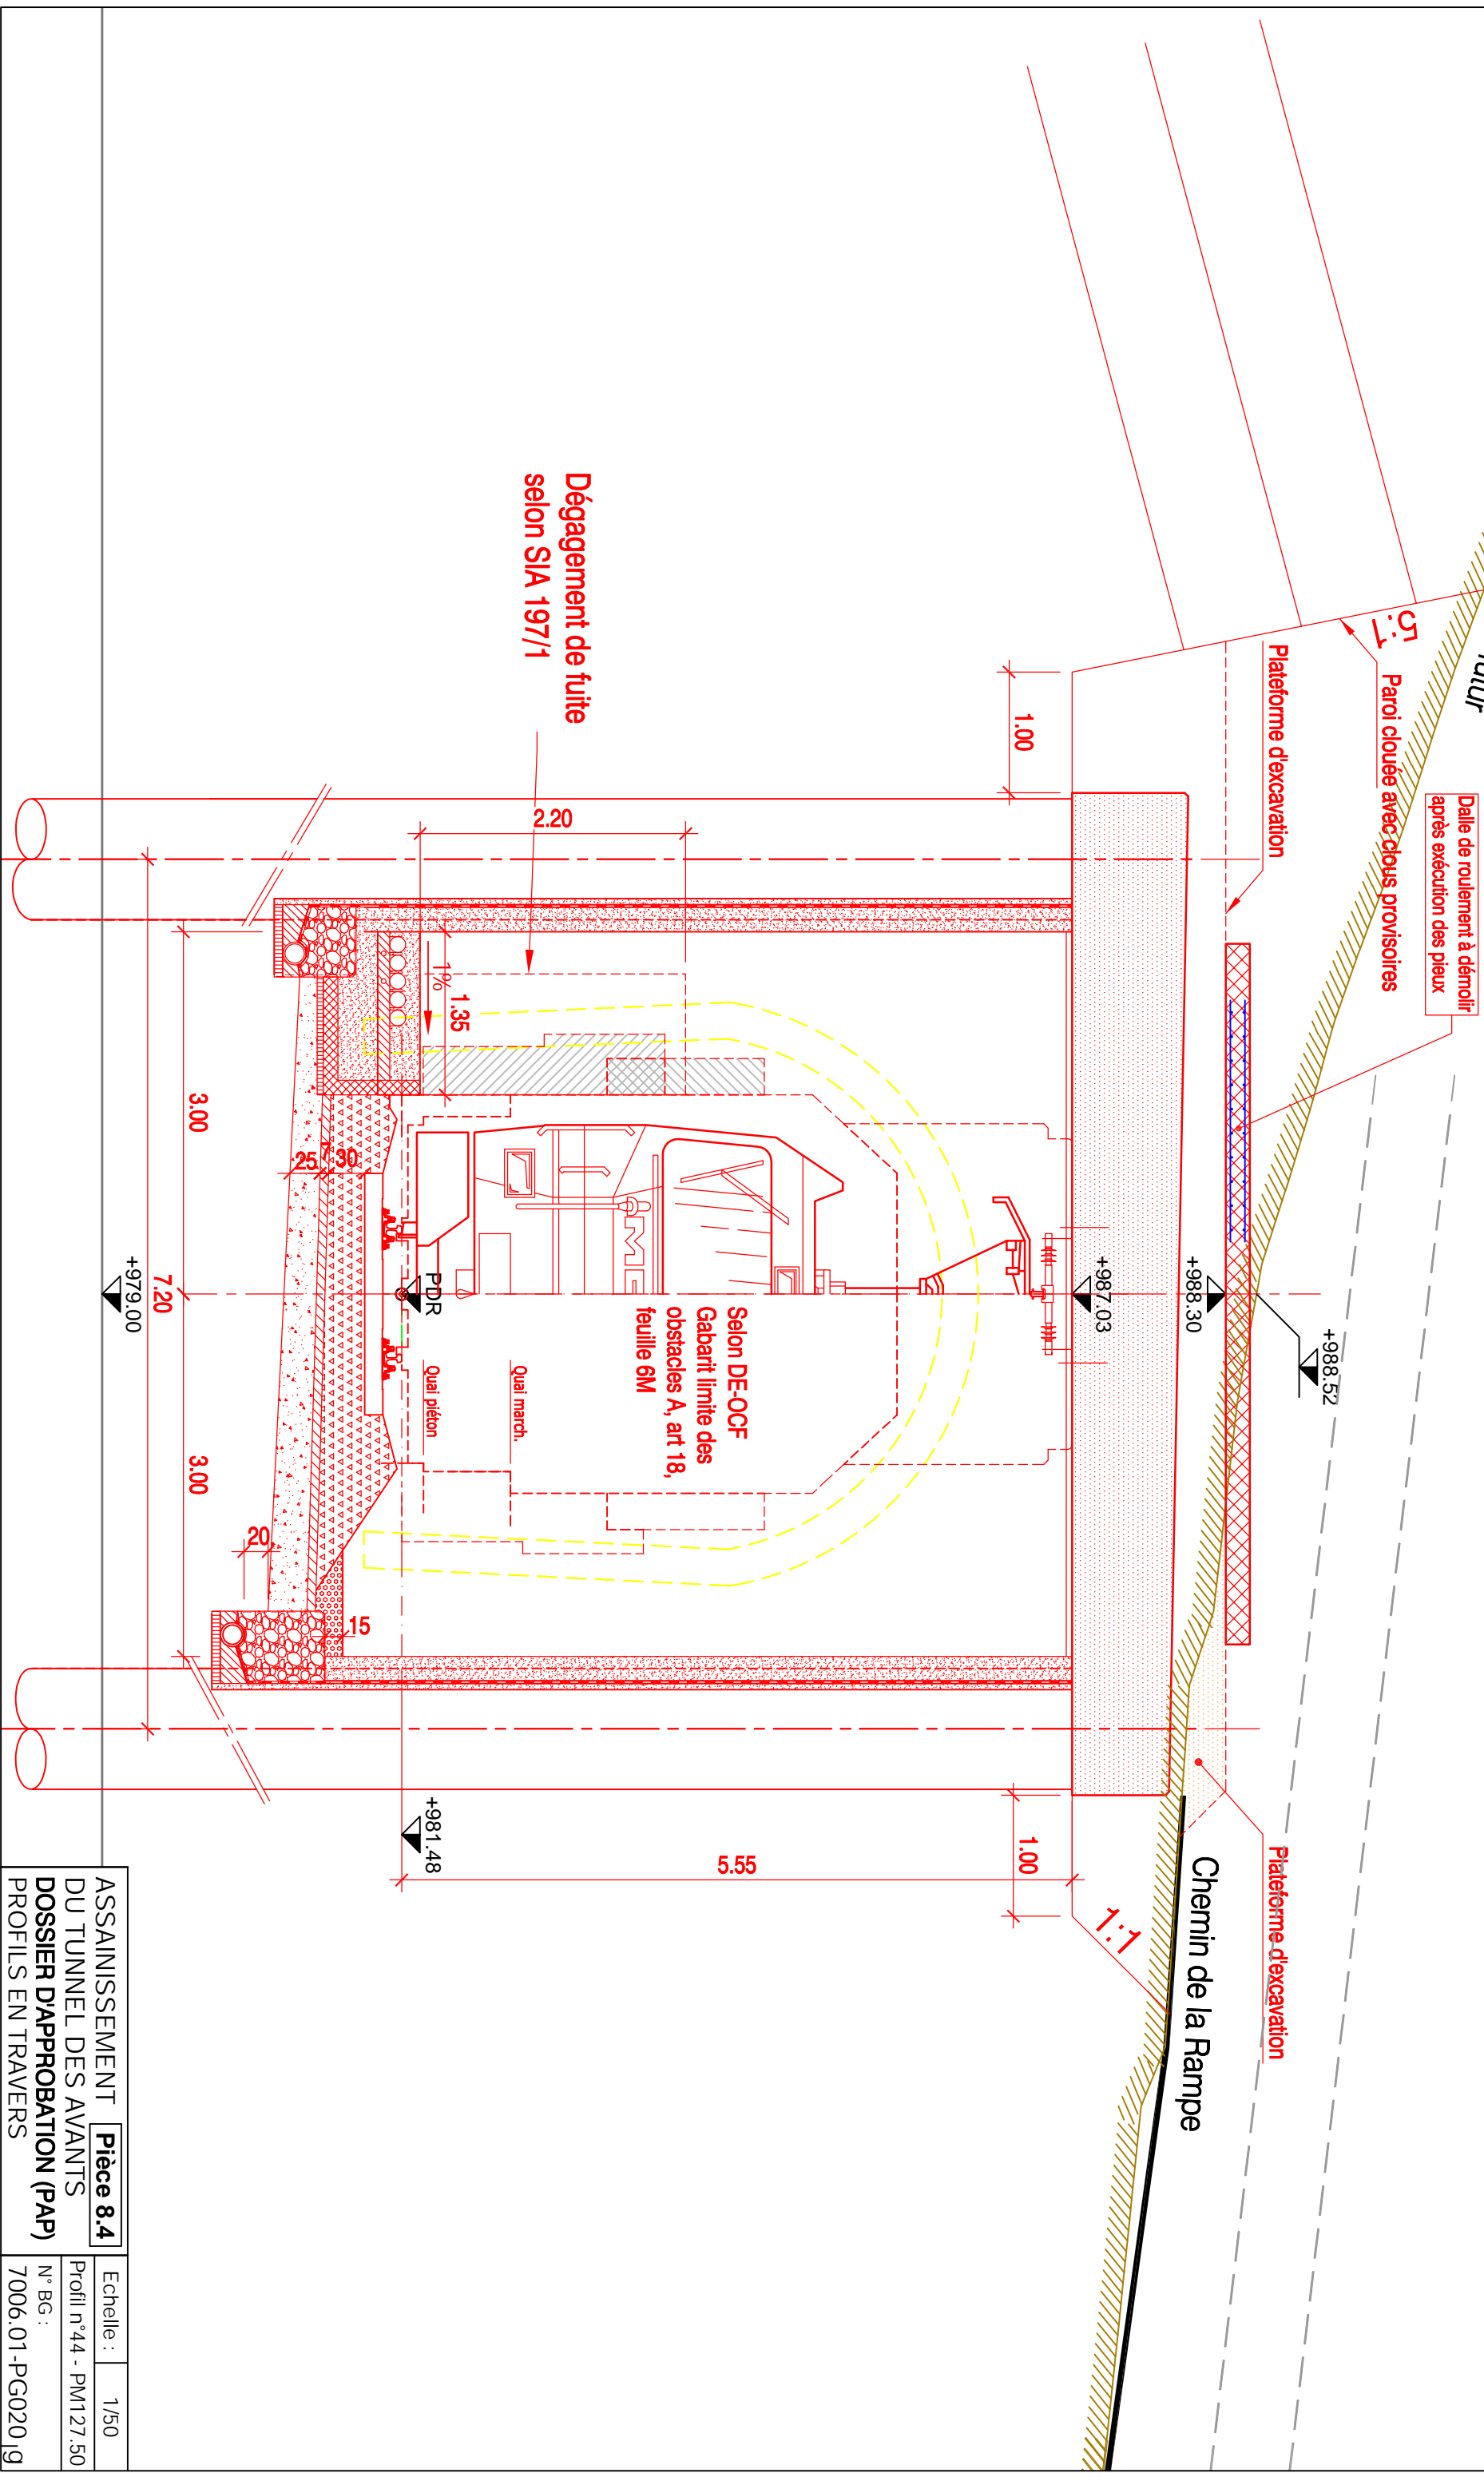 futur
5:1
Paroi clouée avec clous provisoires
Dalle de roulement à démolir
après exécution des pieux
Plateforme d'excavation
1.00
Dégagement de fuite
selon SIA 197/1
2.20
1%
1.35
+988.52
+988.30
+987.03
Selon DE-OCF
Gabarit limite des
obstacles A, art 18,
feuille 6M
Quai march.
Quai piéton
PDR
3.00
3.00
25
7
30
20
15
7.20
+979.00
+981.48
5.55
1.00
1:1
Plateforme d'excavation
Chemin de la Rampe
ASSAINISSEMENT
DU TUNNEL DES AVANTS
DOSSIER D'APPROBATION (PAP)
PROFILS EN TRAVERS
Pièce 8.4
Echelle : 1/50
Profil n°44 - PM127.50
N° BG :
7006.01-PG020 g